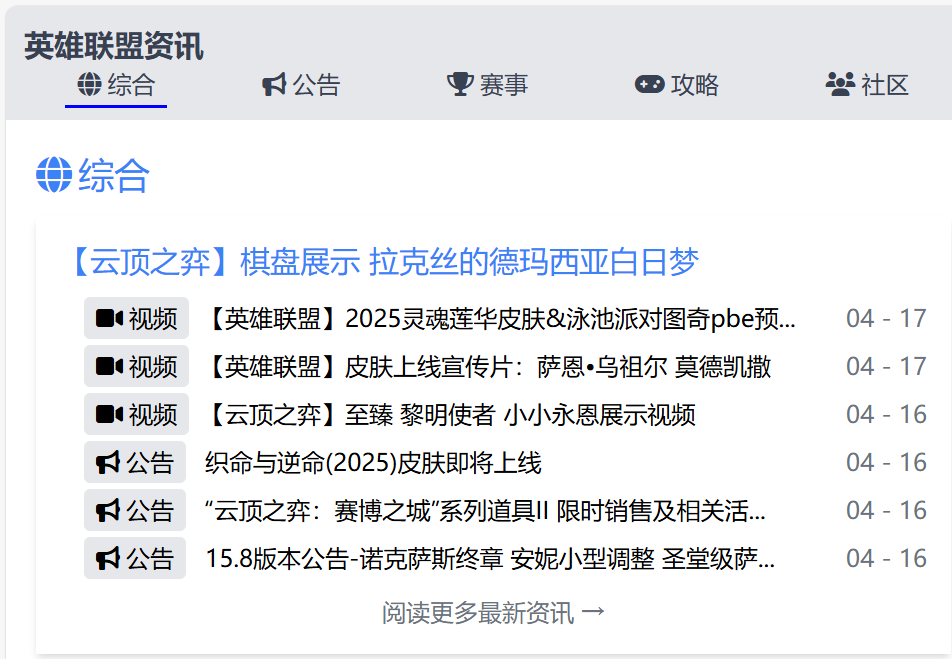 英雄联盟资讯
综合 公告 赛事 攻略 社区
综合
【云顶之弈】棋盘展示 拉克丝的德玛西亚白日梦
视频 【英雄联盟】2025灵魂莲华皮肤&泳池派对图奇pbe预... 04 - 17
视频 【英雄联盟】皮肤上线宣传片：萨恩•乌祖尔 莫德凯撒 04 - 17
视频 【云顶之弈】至臻 黎明使者 小小永恩展示视频 04 - 16
公告 织命与逆命(2025)皮肤即将上线 04 - 16
公告 “云顶之弈：赛博之城”系列道具II 限时销售及相关活... 04 - 16
公告 15.8版本公告-诺克萨斯终章 安妮小型调整 圣堂级萨... 04 - 16
阅读更多最新资讯 →